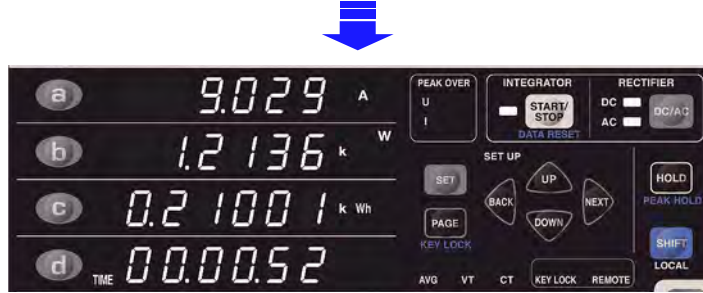 a 9.029 A
b 1.2136 k W
c 0.21001 k Wh
d TIME 00.00.52
PEAK OVER
U
I
INTEGRATOR
START/
STOP
DATA RESET
RECTIFIER
DC
AC
DC/AC
SET UP
SET
PAGE
KEY LOCK
UP
BACK
NEXT
DOWN
HOLD
PEAK HOLD
SHIFT
LOCAL
AVG VT CT KEY LOCK REMOTE